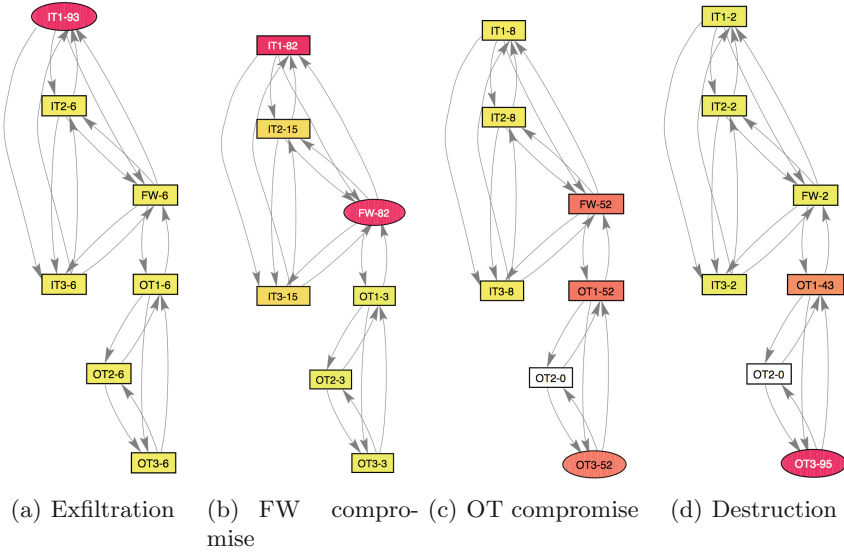 IT1-93
IT2-6
FW-6
IT3-6
OT1-6
OT2-6
OT3-6
(a) Exfiltration
IT1-82
IT2-15
FW-82
IT3-15
OT1-3
OT2-3
OT3-3
(b) FW compro-
mise
IT1-8
IT2-8
FW-52
IT3-8
OT1-52
OT2-0
OT3-52
(c) OT compromise
IT1-2
IT2-2
FW-2
IT3-2
OT1-43
OT2-0
OT3-95
(d) Destruction